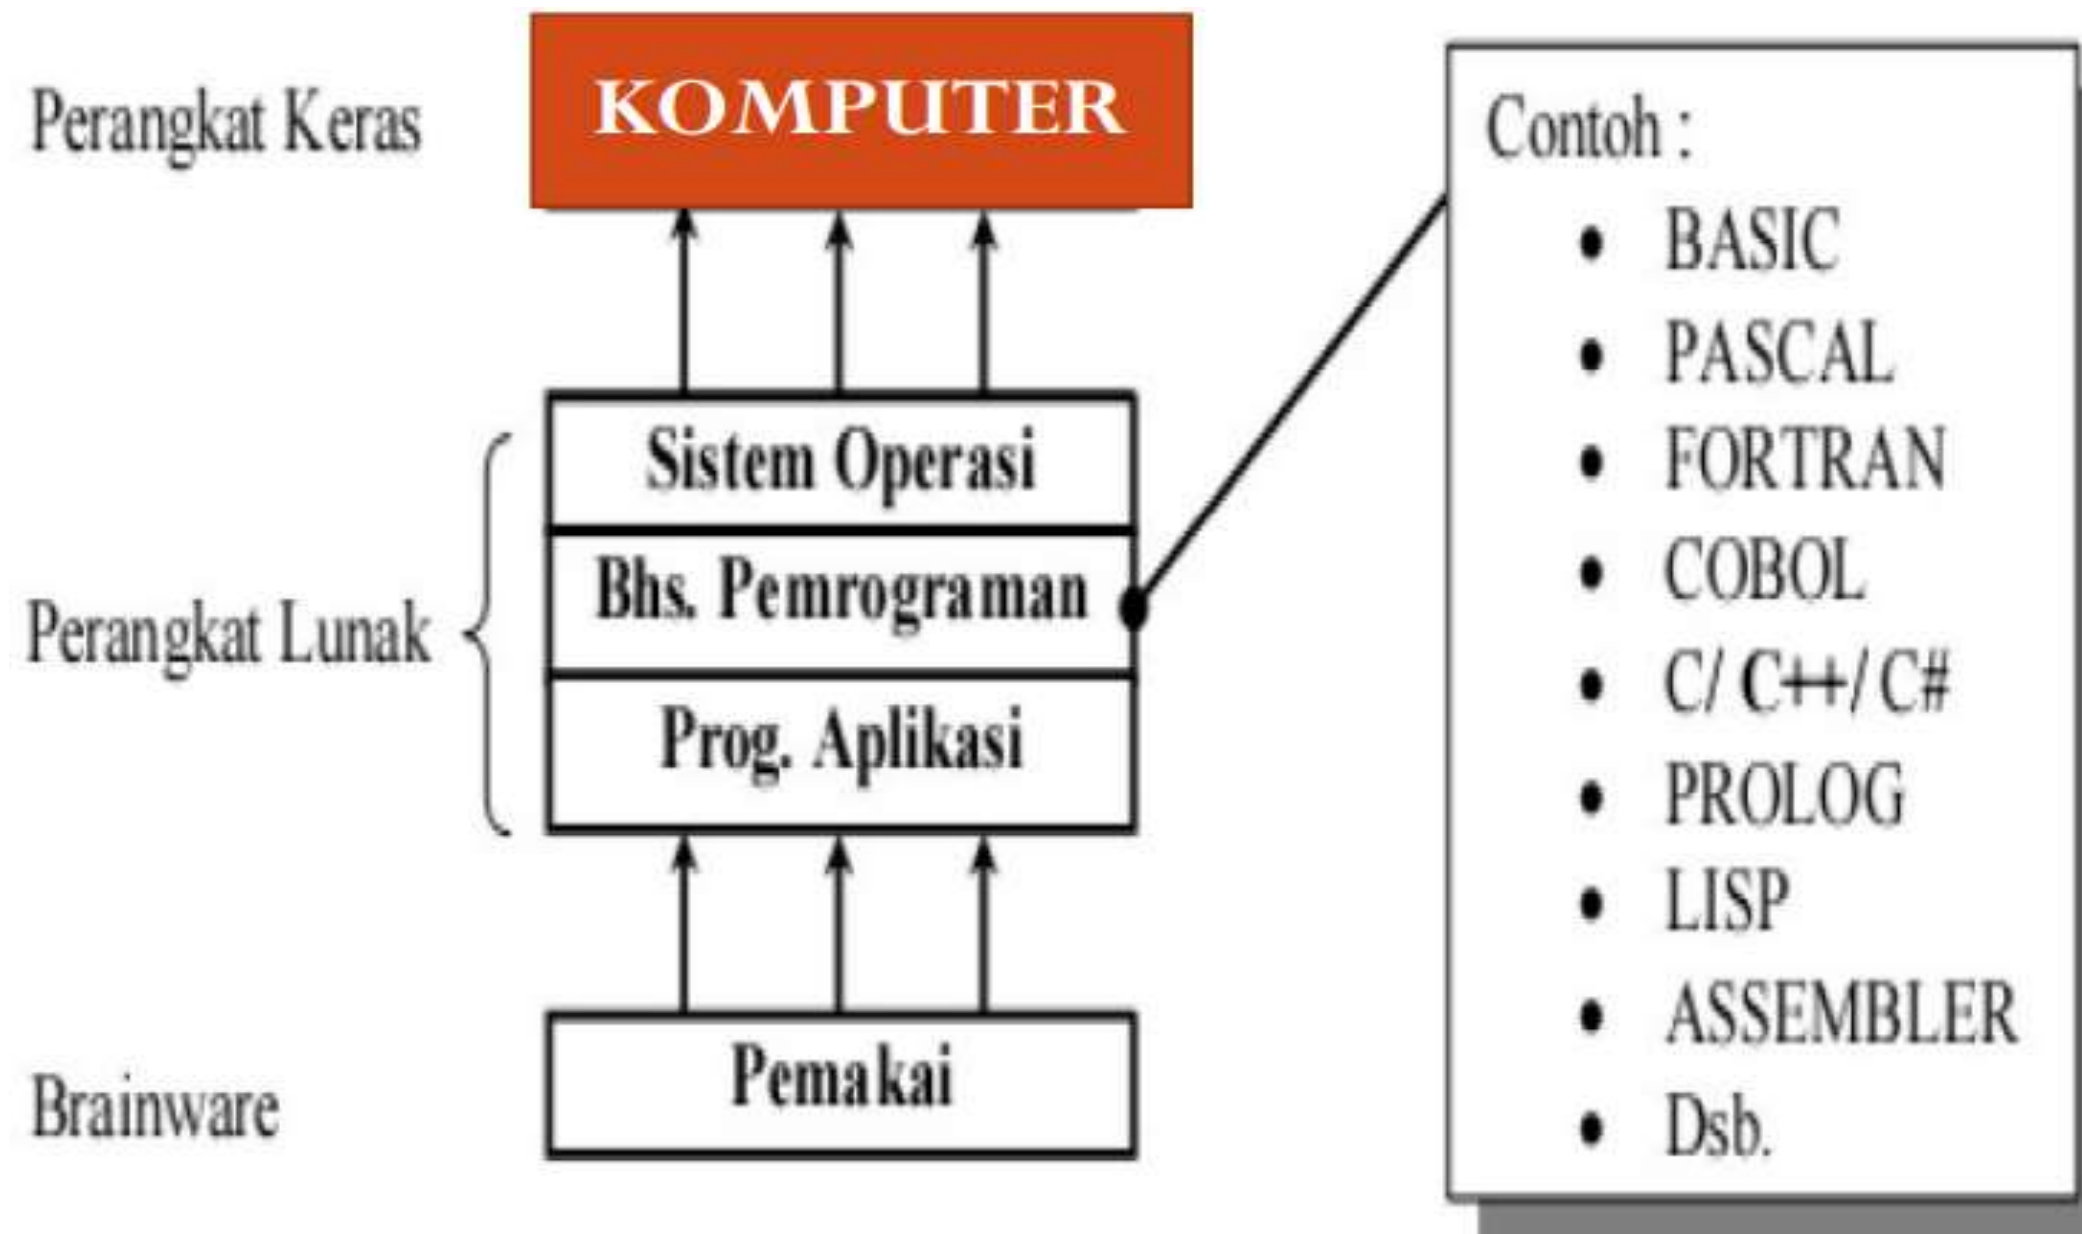 Perangkat Keras
KOMPUTER
Sistem Operasi
Perangkat Lunak
Bhs. Pemrograman
Prog. Aplikasi
Brainware
Pemakai
Contoh :
• BASIC
• PASCAL
• FORTRAN
• COBOL
• C/ C++/ C#
• PROLOG
• LISP
• ASSEMBLER
• Dsb.